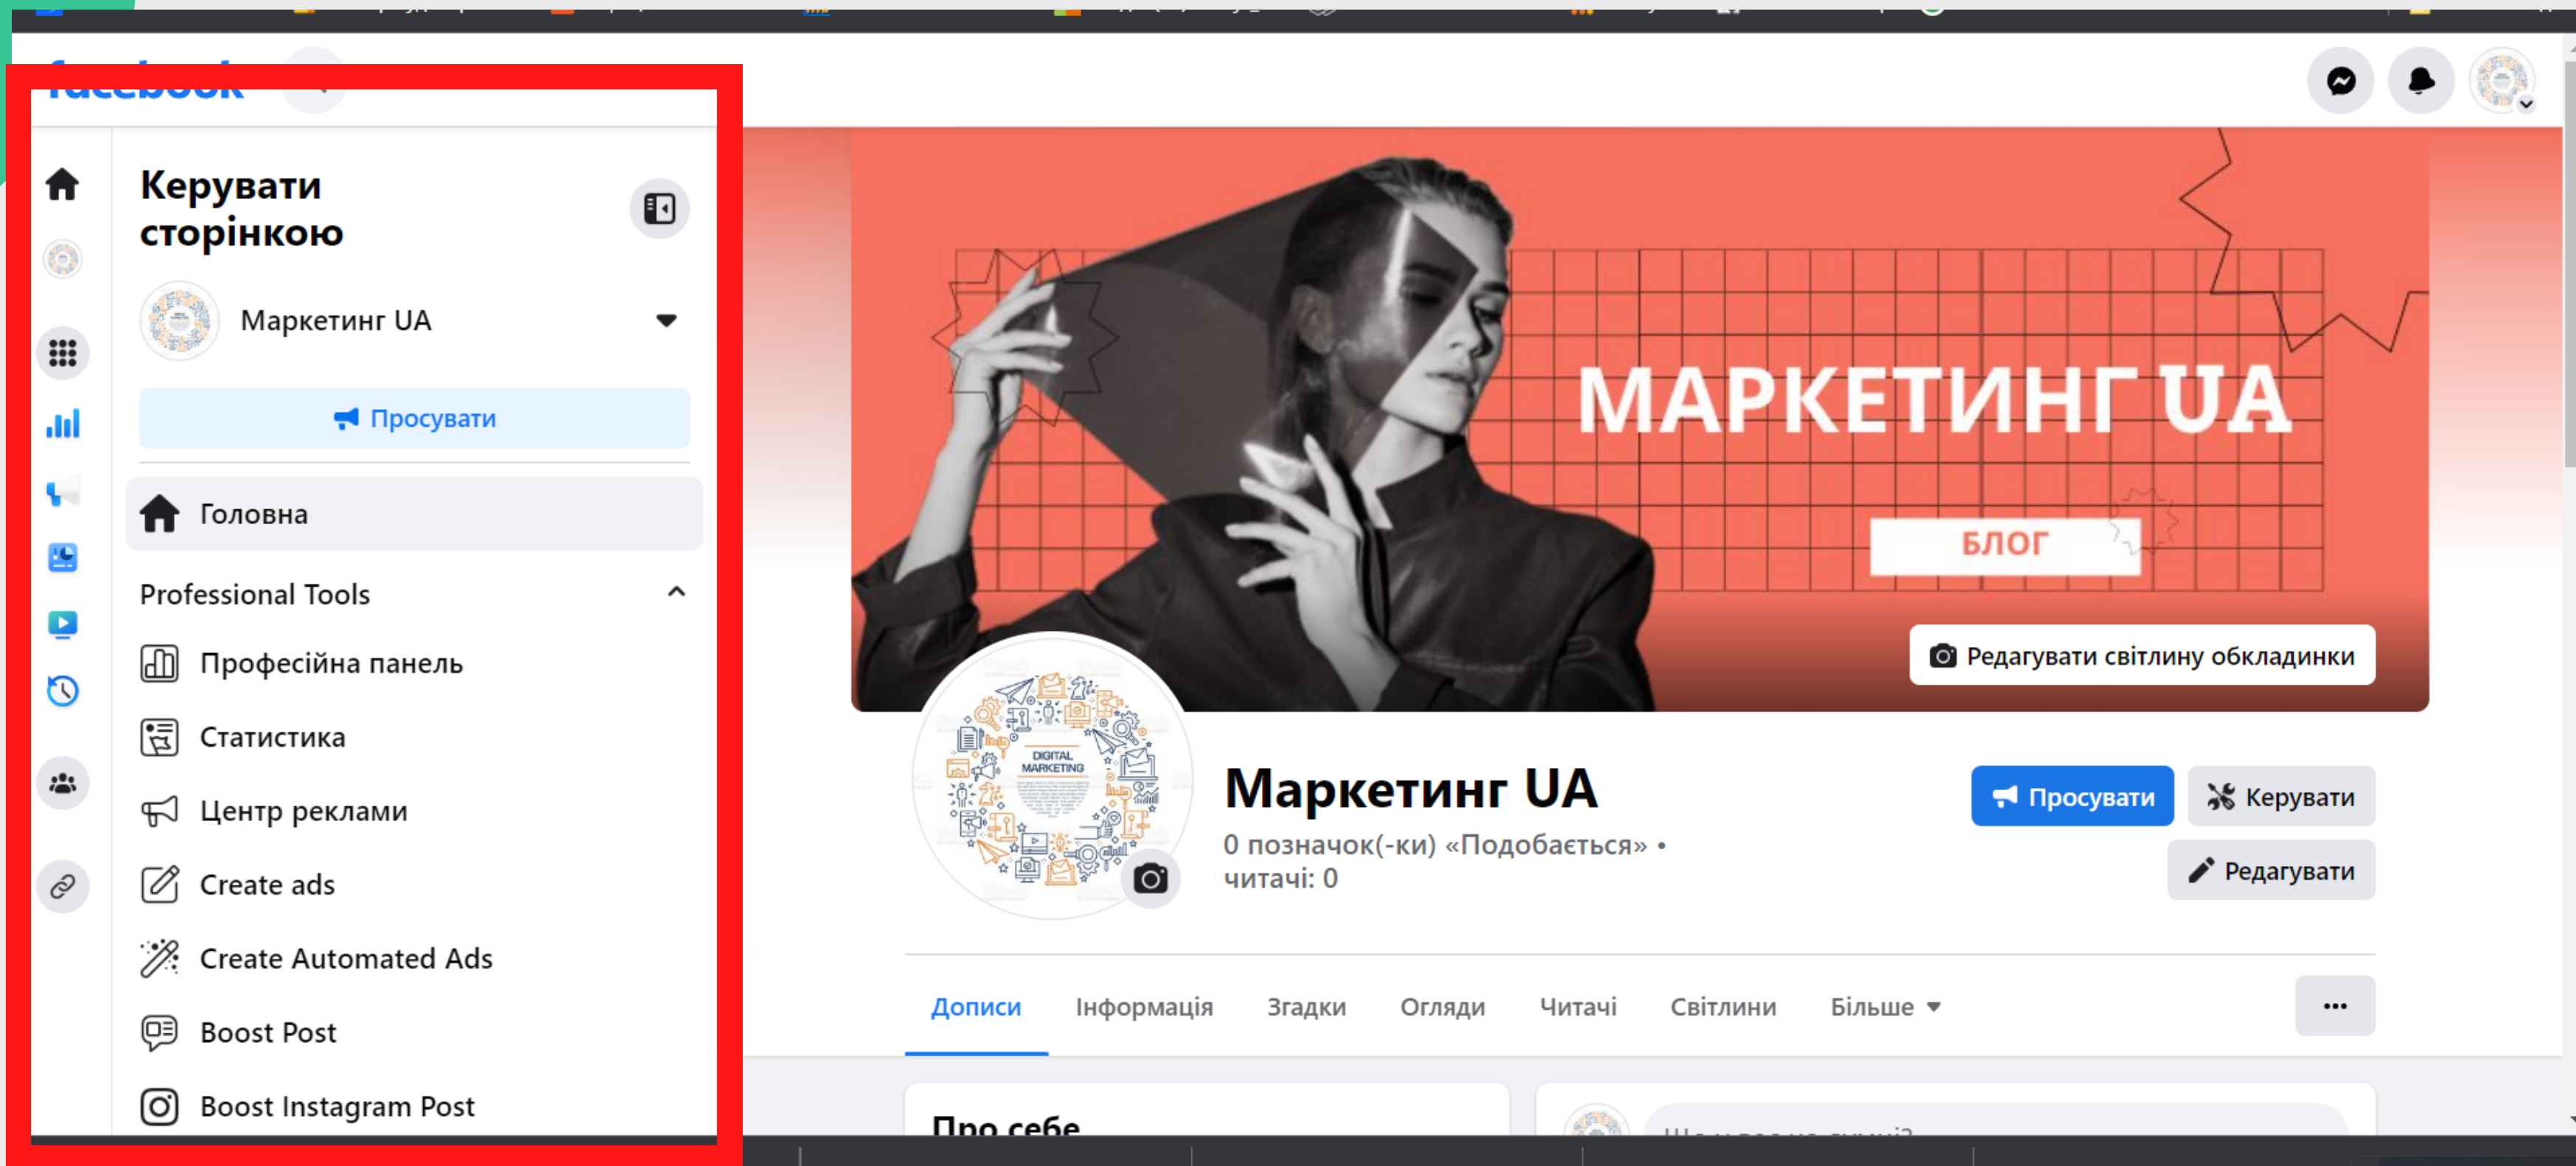 facebook
Керувати
сторінкою
Маркетинг UA
Просувати
Головна
Professional Tools
Професійна панель
Статистика
Центр реклами
Create ads
Create Automated Ads
Boost Post
Boost Instagram Post
МАРКЕТИНГ UA
БЛОГ
Редагувати світлину обкладинки
DIGITAL
MARKETING
Маркетинг UA
0 позначок(-ки) «Подобається» •
читачі: 0
Просувати
Керувати
Редагувати
Дописи Інформація Згадки Огляди Читачі Світлини Більше
Про себе